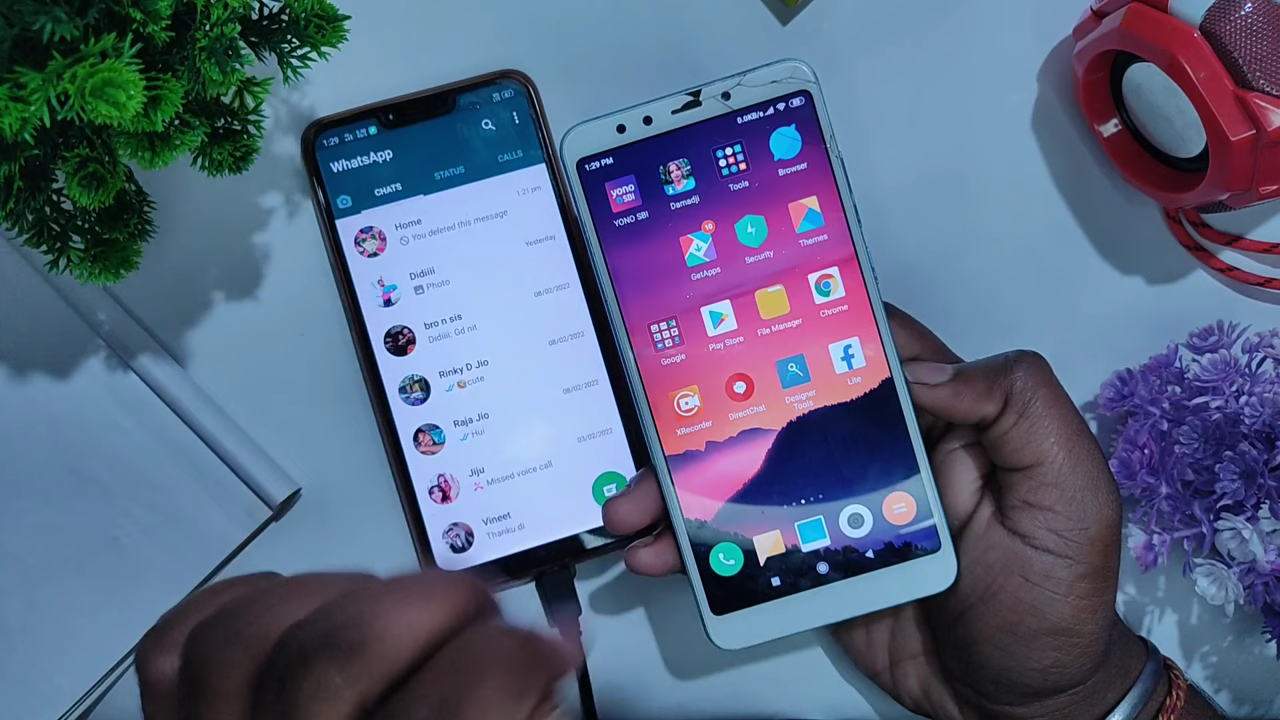 1:29
WhatsApp
CHATS
STATUS
CALLS
Home
1:21 pm
You deleted this message
Didiiii
Yesterday
Photo
bro n sis
08/02/2022
Didiiii: Gd nit
Rinky D Jio
08/02/2022
cute
Raja Jio
08/02/2022
Hui
Jiju
03/02/2022
Missed voice call
Vineet
Thanku di
1:29 PM
0.0KB/s
yono
SBI
YONO SBI
Damadji
Tools
Browser
10
GetApps
Security
Themes
Google
Play Store
File Manager
Chrome
XRecorder
DirectChat
Designer
Tools
Lite